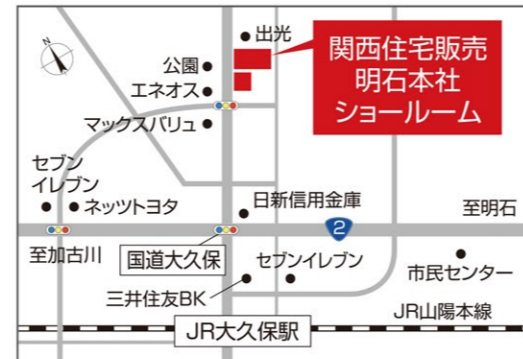 出光
関西住宅販売
明石本社
ショールーム
公園
エネオス
マックスバリュ
セブン
イレブン
ネッツトヨタ
日新信用金庫
至明石
2
至加古川
国道大久保
セブンイレブン
市民センター
三井住友BK
JR山陽本線
JR大久保駅